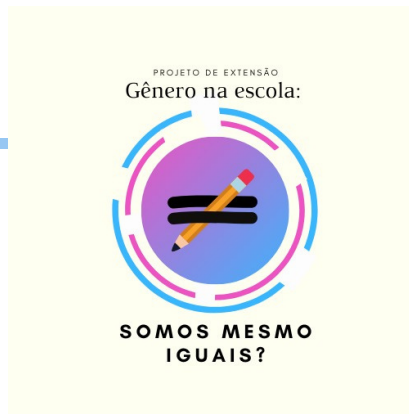 PROJETO DE EXTENSÃO
Gênero na escola:
SOMOS MESMO
IGUAIS?